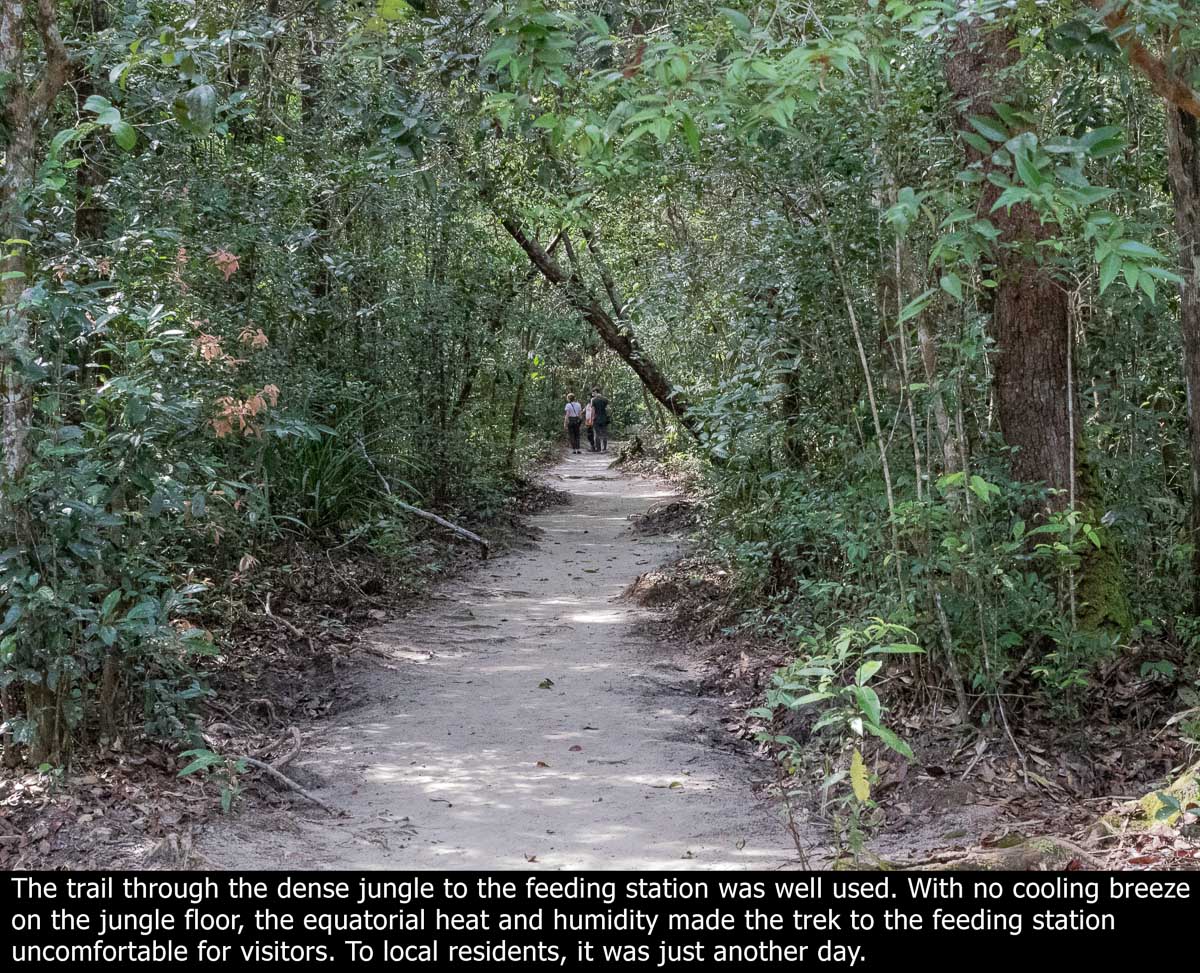 The trail through the dense jungle to the feeding station was well used. With no cooling breeze
on the jungle floor, the equatorial heat and humidity made the trek to the feeding station
uncomfortable for visitors. To local residents, it was just another day.